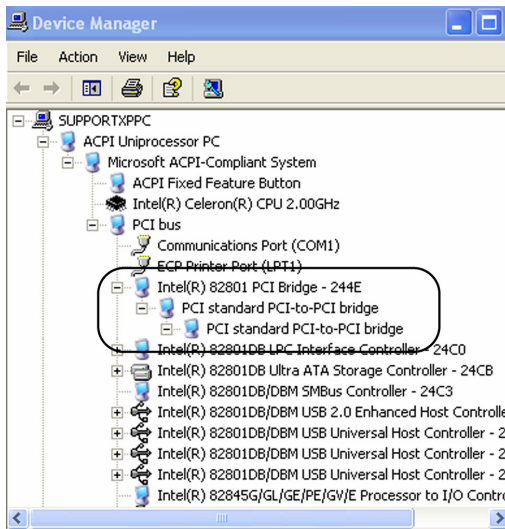 Device Manager
File Action View Help
SUPPORTXPPC
ACPI Uniprocessor PC
Microsoft ACPI-Compliant System
ACPI Fixed Feature Button
Intel(R) Celeron(R) CPU 2.00GHz
PCI bus
Communications Port (COM1)
ECP Printer Port (LPT1)
Intel(R) 82801 PCI Bridge - 244E
PCI standard PCI-to-PCI bridge
PCI standard PCI-to-PCI bridge
Intel(R) 82801DB LPC Interface Controller - 24C0
Intel(R) 82801DB Ultra ATA Storage Controller - 24CB
Intel(R) 82801DB/DBM SMBus Controller - 24C3
Intel(R) 82801DB/DBM USB 2.0 Enhanced Host Controlle
Intel(R) 82801DB/DBM USB Universal Host Controller - 2
Intel(R) 82801DB/DBM USB Universal Host Controller - 2
Intel(R) 82801DB/DBM USB Universal Host Controller - 2
Intel(R) 82845G/GL/GE/PE/GV/E Processor to I/O Contro